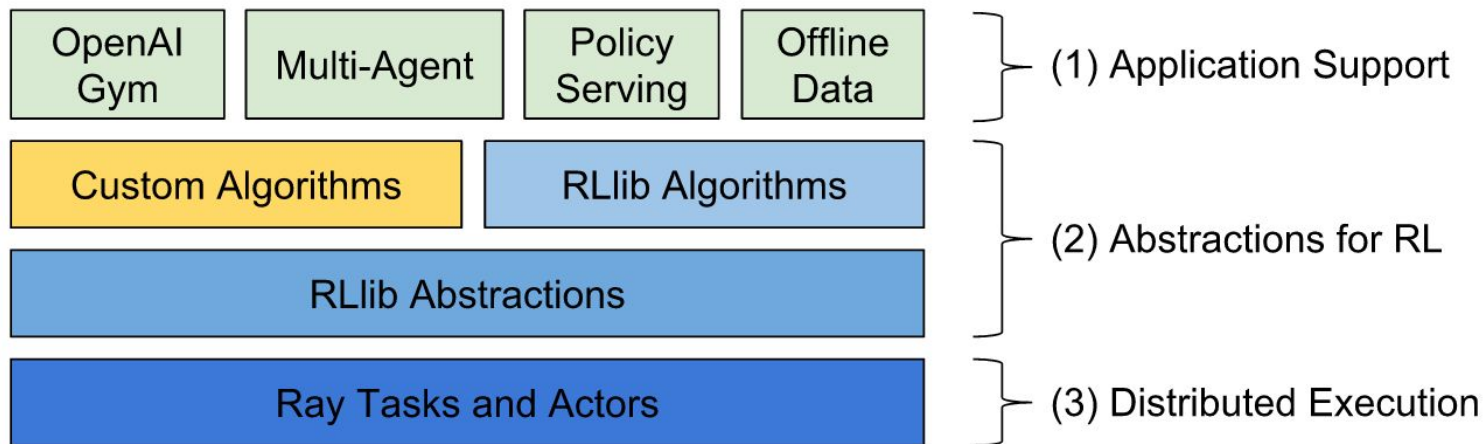 OpenAI
Gym
Multi-Agent
Policy
Serving
Offline
Data
(1) Application Support
Custom Algorithms
RLlib Algorithms
(2) Abstractions for RL
RLlib Abstractions
Ray Tasks and Actors
(3) Distributed Execution